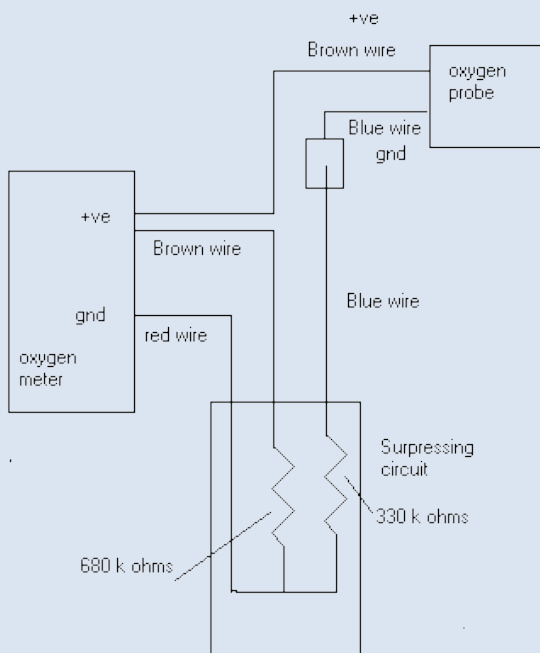 +ve
Brown wire
oxygen
probe
Blue wire
gnd
+ve
Brown wire
Blue wire
gnd
red wire
oxygen
meter
Surpressing
circuit
330 k ohms
680 k ohms